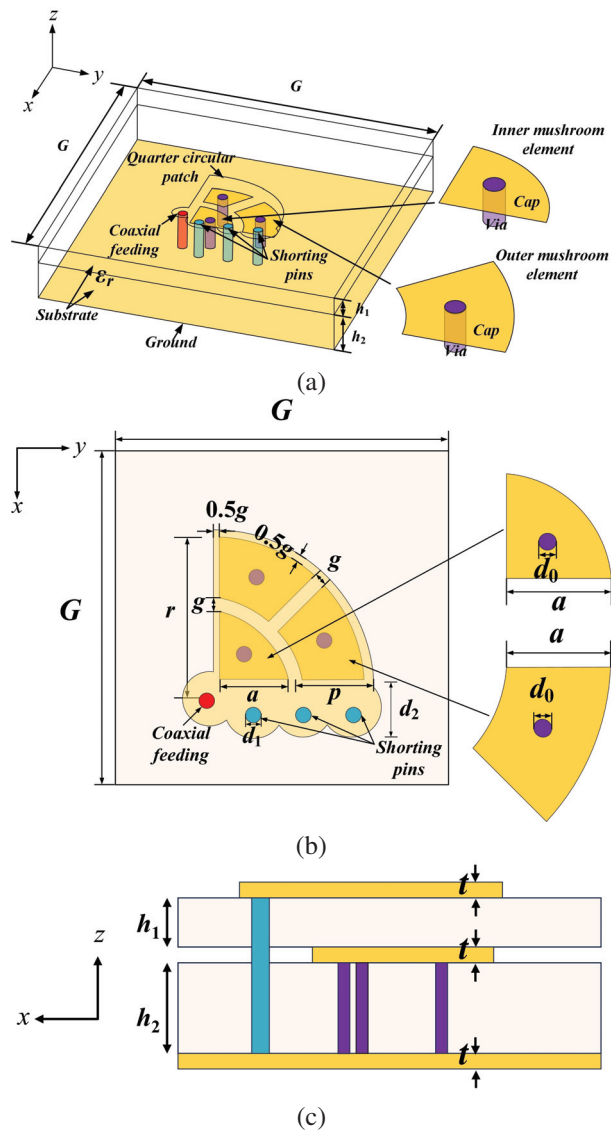 z
y
x
G
G
Quarter circular
patch
Coaxial
feeding
Shorting
pins
εr
Substrate
Ground
h1
h2
Inner mushroom
element
Cap
Via
Outer mushroom
element
Cap
Via
(a)
G
y
x
G
0.5g
0.5g
g
r
g
a
p
d2
d1
Coaxial
feeding
Shorting
pins
d0
a
a
d0
(b)
t
h1
z
t
x
h2
t
(c)